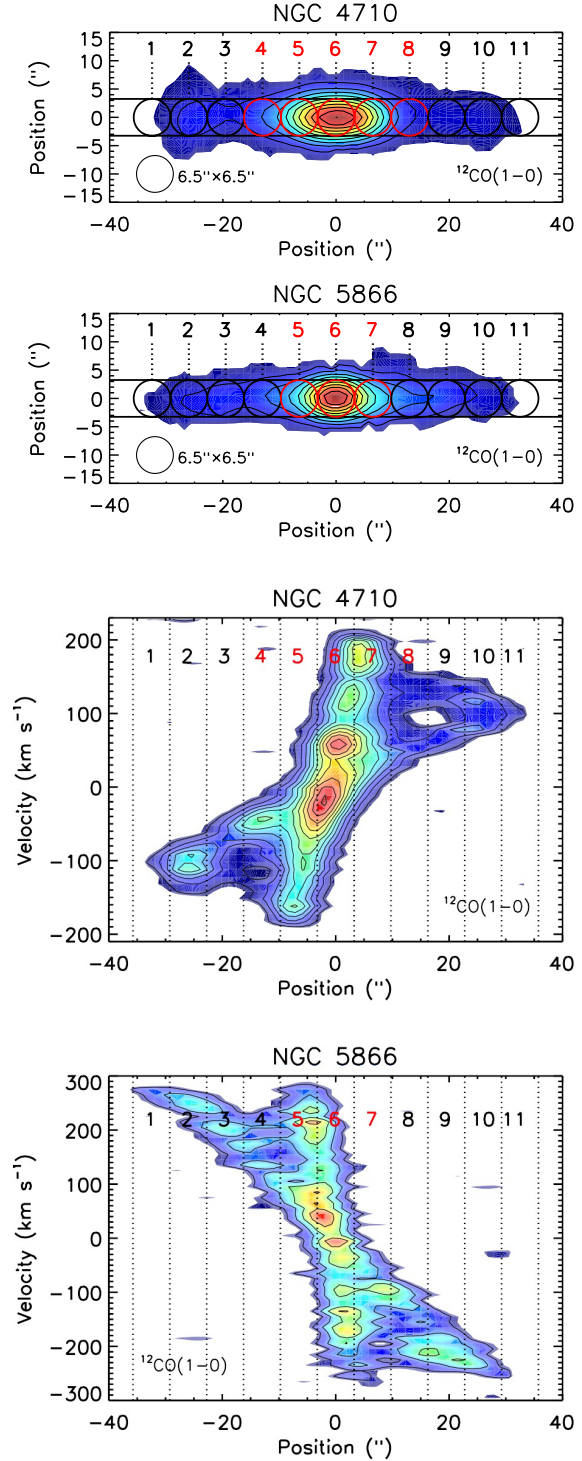 NGC 4710
15
10
5
0
−5
−10
−15
Position (")
1 2 3 4 5 6 7 8 9 10 11
6.5"×6.5"
¹²CO(1−0)
−40 −20 0 20 40
Position (")
NGC 5866
15
10
5
0
−5
−10
−15
Position (")
1 2 3 4 5 6 7 8 9 10 11
6.5"×6.5"
¹²CO(1−0)
−40 −20 0 20 40
Position (")
NGC 4710
200
100
0
−100
−200
Velocity (km s⁻¹)
1 2 3 4 5 6 7 8 9 10 11
¹²CO(1−0)
−40 −20 0 20 40
Position (")
NGC 5866
300
200
100
0
−100
−200
−300
Velocity (km s⁻¹)
1 2 3 4 5 6 7 8 9 10 11
¹²CO(1−0)
−40 −20 0 20 40
Position (")